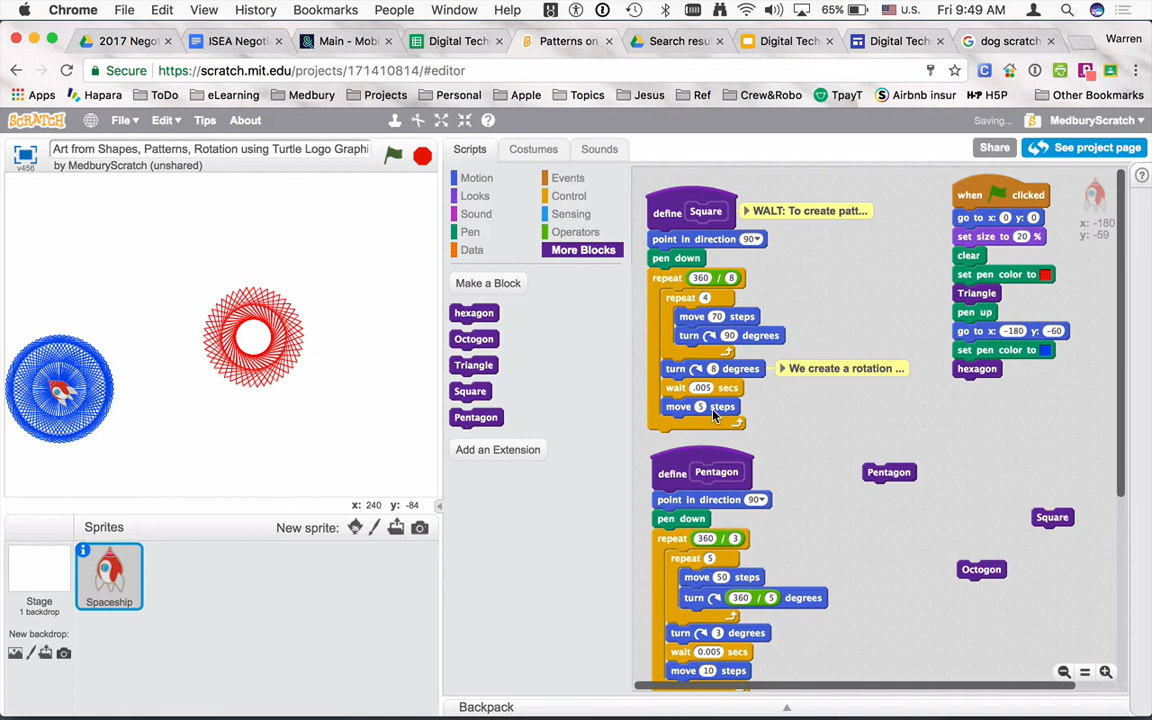 Chrome File Edit View History Bookmarks People Window Help 65% U.S. Fri 9:49 AM
2017 Negot ISEA Negoti Main - Mobi Digital Tech Patterns on Search resul Digital Tech Digital Techn dog scratch Warren
Secure https://scratch.mit.edu/projects/171410814/#editor
Apps Hapara ToDo eLearning Medbury Projects Personal Apple Topics Jesus Ref Crew&Robo TpayT Airbnb insur H5P Other Bookmarks
SCRATCH File Edit Tips About Saving... MedburyScratch
v456 Art from Shapes, Patterns, Rotation using Turtle Logo Graphi
by MedburyScratch (unshared)
Scripts Costumes Sounds Share See project page
Motion Events
Looks Control
Sound Sensing
Pen Operators
Data More Blocks
Make a Block
hexagon
Octogon
Triangle
Square
Pentagon
Add an Extension
define Square WALT: To create patt...
point in direction 90
pen down
repeat 360 / 8
repeat 4
move 70 steps
turn 90 degrees
turn 8 degrees We create a rotation ...
wait .005 secs
move 5 steps
define Pentagon
point in direction 90
pen down
repeat 360 / 3
repeat 5
move 50 steps
turn 360 / 5 degrees
turn 3 degrees
wait 0.005 secs
move 10 steps
when clicked
go to x: 0 y: 0
set size to 20 %
clear
set pen color to
Triangle
pen up
go to x: -180 y: -60
set pen color to
hexagon
x: -180
y: -59
Pentagon
Square
Octogon
x: 240 y: -84
Sprites New sprite:
Stage
1 backdrop
New backdrop:
Spaceship
Backpack